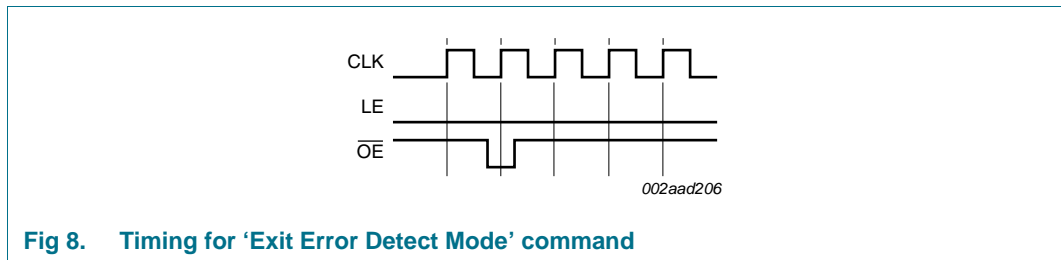 CLK
LE
OE
002aad206
Fig 8. Timing for ‘Exit Error Detect Mode’ command